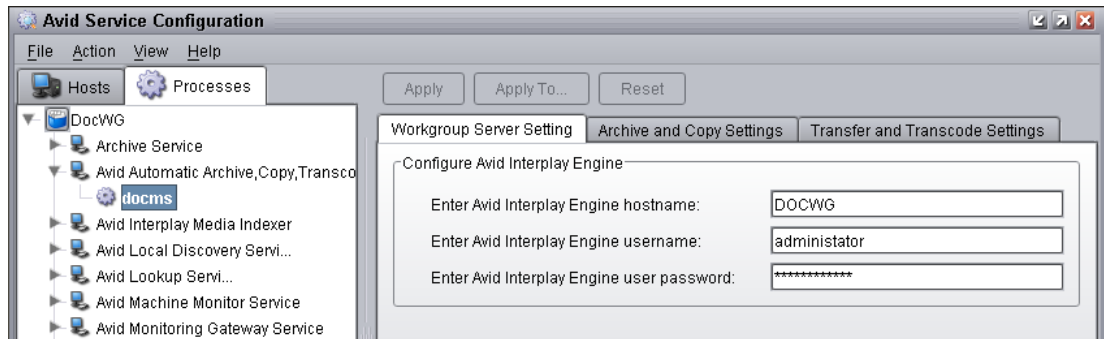 Avid Service Configuration
File Action View Help
Hosts Processes
DocWG
Archive Service
Avid Automatic Archive,Copy,Transco
docms
Avid Interplay Media Indexer
Avid Local Discovery Servi...
Avid Lookup Servi...
Avid Machine Monitor Service
Avid Monitoring Gateway Service
Apply Apply To... Reset
Workgroup Server Setting Archive and Copy Settings Transfer and Transcode Settings
Configure Avid Interplay Engine
Enter Avid Interplay Engine hostname: DOCWG
Enter Avid Interplay Engine username: administator
Enter Avid Interplay Engine user password: ************